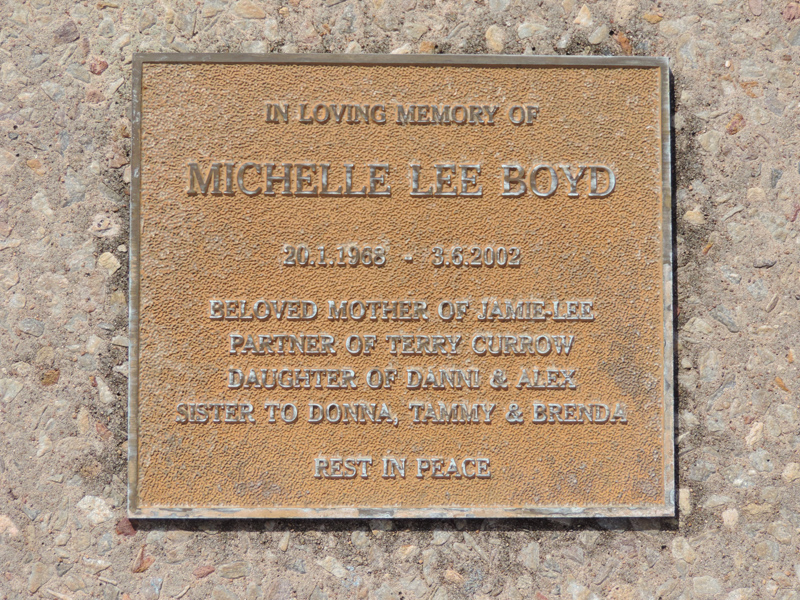 IN LOVING MEMORY OF
MICHELLE LEE BOYD
20.1.1968 - 3.6.2002
BELOVED MOTHER OF JAMIE-LEE
PARTNER OF TERRY CURROW
DAUGHTER OF DANNI & ALEX
SISTER TO DONNA, TAMMY & BRENDA
REST IN PEACE